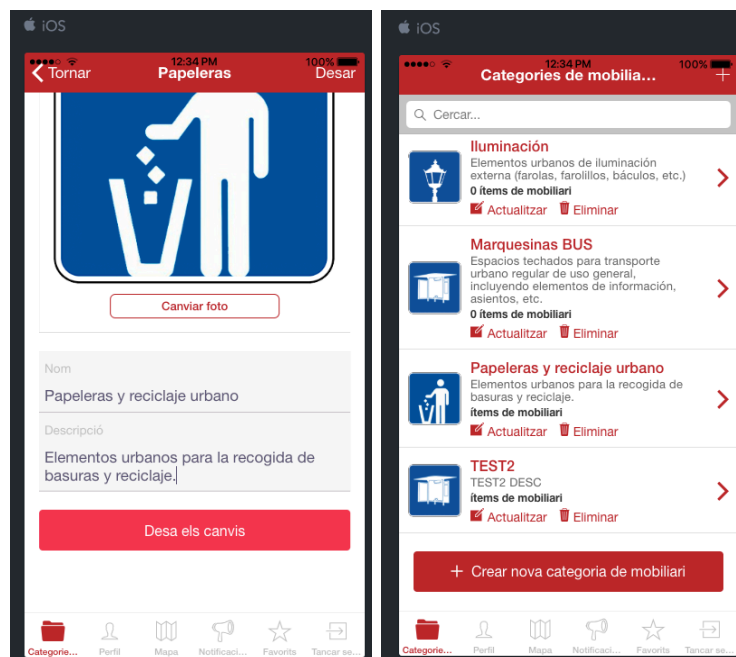 iOS
12:34 PM
100%
Tornar
Papeleras
Desar
Canviar foto
Nom
Papeleras y reciclaje urbano
Descripció
Elementos urbanos para la recogida de
basuras y reciclaje.
Desa els canvis
Categorie...
Perfil
Mapa
Notificaci...
Favorits
Tancar se...
iOS
12:34 PM
100%
Categories de mobilia...
+
Cercar...
Iluminación
Elementos urbanos de iluminación
externa (farolas, farolillos, báculos, etc.)
0 ítems de mobiliari
Actualitzar Eliminar
Marquesinas BUS
Espacios techados para transporte
urbano regular de uso general,
incluyendo elementos de información,
asientos, etc.
0 ítems de mobiliari
Actualitzar Eliminar
Papeleras y reciclaje urbano
Elementos urbanos para la recogida de
basuras y reciclaje.
ítems de mobiliari
Actualitzar Eliminar
TEST2
TEST2 DESC
ítems de mobiliari
Actualitzar Eliminar
+ Crear nova categoria de mobiliari
Categorie...
Perfil
Mapa
Notificaci...
Favorits
Tancar se...